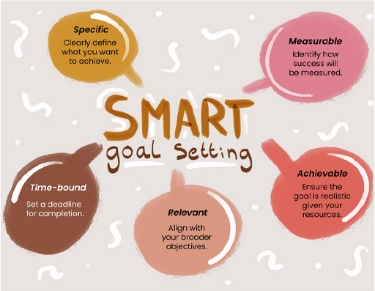 Specific
Clearly define
what you want
to achieve.
Measurable
Identify how
success will
be measured.
SMART
goal Setting
Time-bound
Set a deadline
for completion.
Relevant
Align with
your broader
objectives.
Achievable
Ensure the
goal is realistic
given your
resources.